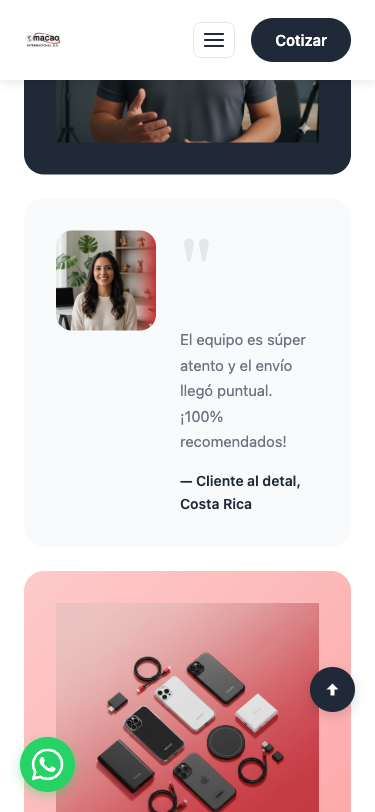 macao
INTERNACIONAL, S.A.
Cotizar
"
El equipo es súper
atento y el envío
llegó puntual.
¡100%
recomendados!
— Cliente al detal,
Costa Rica